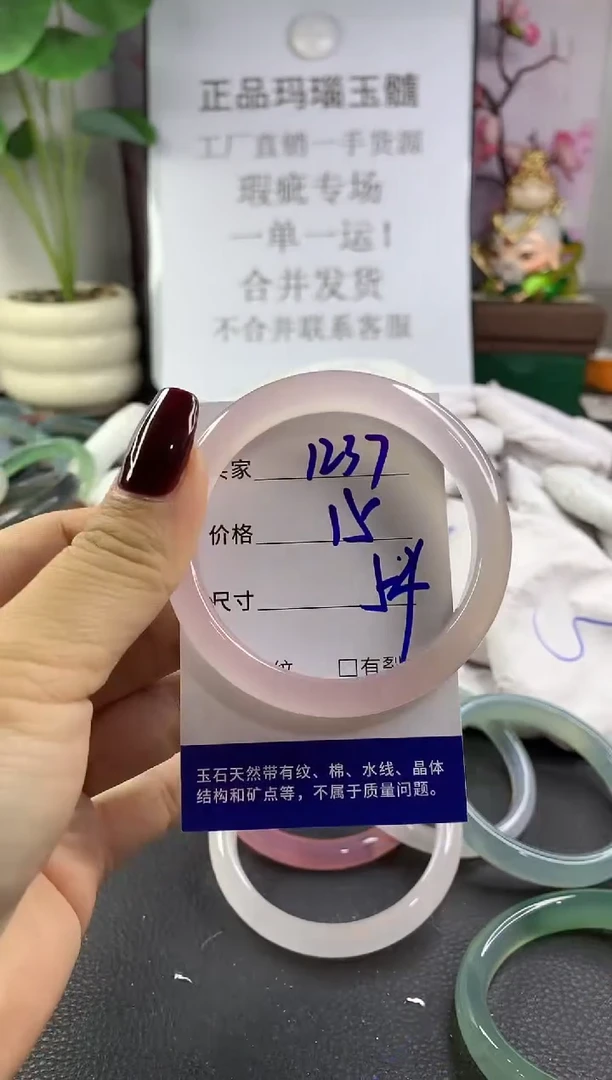 正品玛瑙玉髓
工厂直销一手货源
瑕疵专场
一单一运！
合并发货
不合并联系客服
家 1237
价格 15
尺寸 54
纹 □有裂
玉石天然带有纹、棉、水线、晶体
结构和矿点等，不属于质量问题。